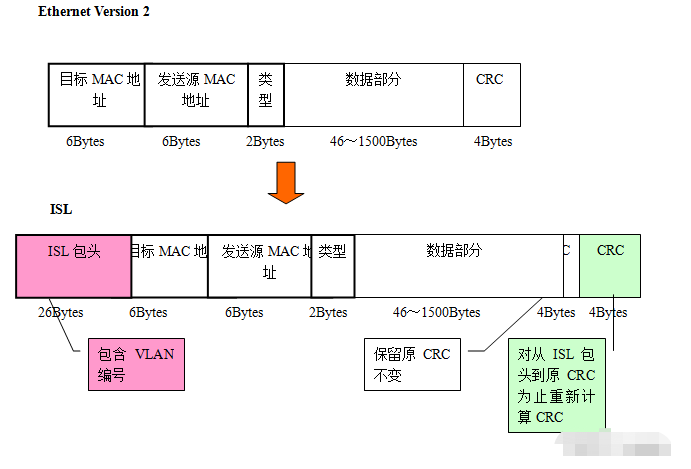 Ethernet Version 2
目标 MAC 地
址
发送源 MAC
地址
类
型
数据部分
CRC
6Bytes
6Bytes
2Bytes
46～1500Bytes
4Bytes
ISL
ISL 包头
目标 MAC 地
发送源 MAC 地
址
类型
数据部分
C
CRC
26Bytes
6Bytes
6Bytes
2Bytes
46～1500Bytes
4Bytes
4Bytes
包含 VLAN
编号
保留原 CRC
不变
对从 ISL 包
头到原 CRC
为止重新计
算 CRC